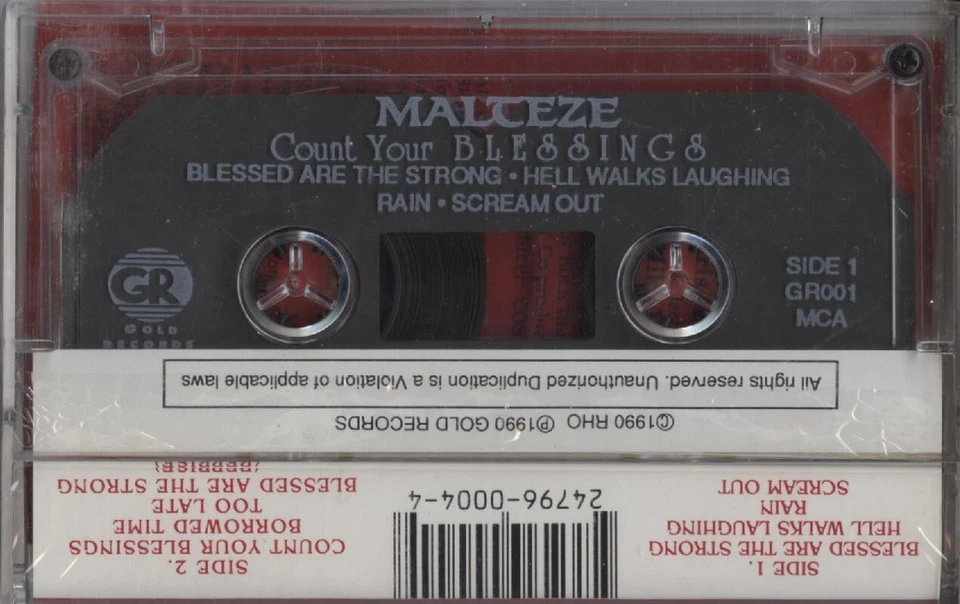 MALTEZE
Count Your BLESSINGS
BLESSED ARE THE STRONG • HELL WALKS LAUGHING
RAIN • SCREAM OUT
GR
GOLD
RECORDS
SIDE 1
GR001
MCA
All rights reserved. Unauthorized Duplication is a Violation of applicable laws
©1990 RHO ℗1990 GOLD RECORDS
SIDE 1.
BLESSED ARE THE STRONG
HELL WALKS LAUGHING
RAIN
SCREAM OUT
24796-0004-4
SIDE 2.
COUNT YOUR BLESSINGS
BORROWED TIME
TOO LATE
BLESSED ARE THE STRONG
(REPRISE)